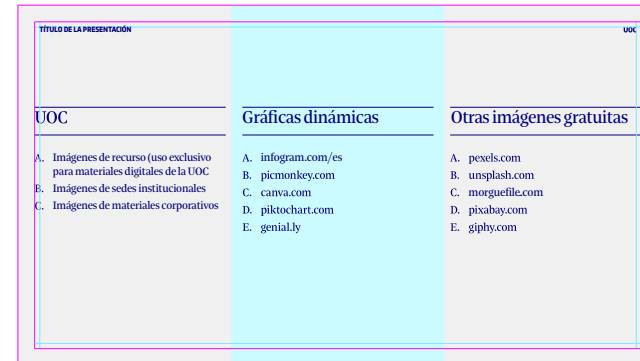 TÍTULO DE LA PRESENTACIÓN
UOC
UOC
A. Imágenes de recurso (uso exclusivo
para materiales digitales de la UOC
B. Imágenes de sedes institucionales
C. Imágenes de materiales corporativos
Gráficas dinámicas
A. infogram.com/es
B. picmonkey.com
C. canva.com
D. piktochart.com
E. genial.ly
Otras imágenes gratuitas
A. pexels.com
B. unsplash.com
C. morguefile.com
D. pixabay.com
E. giphy.com